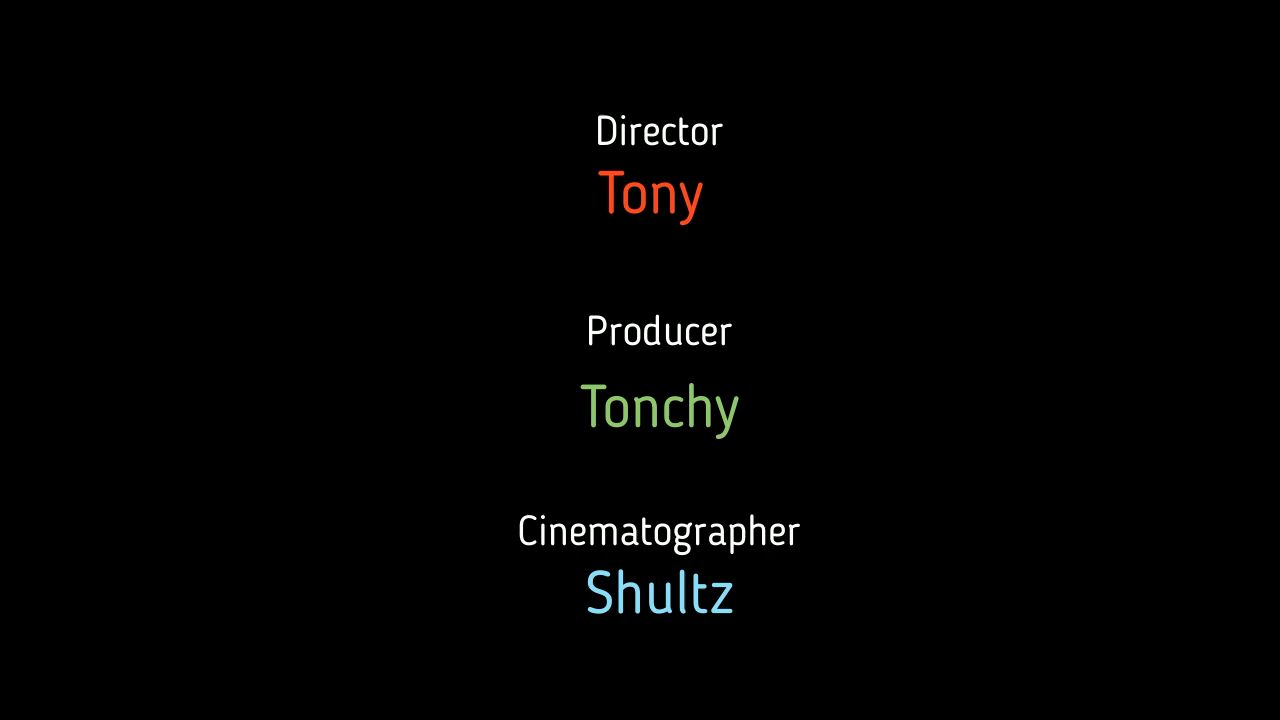 Director
Tony
Producer
Tonchy
Cinematographer
Shultz